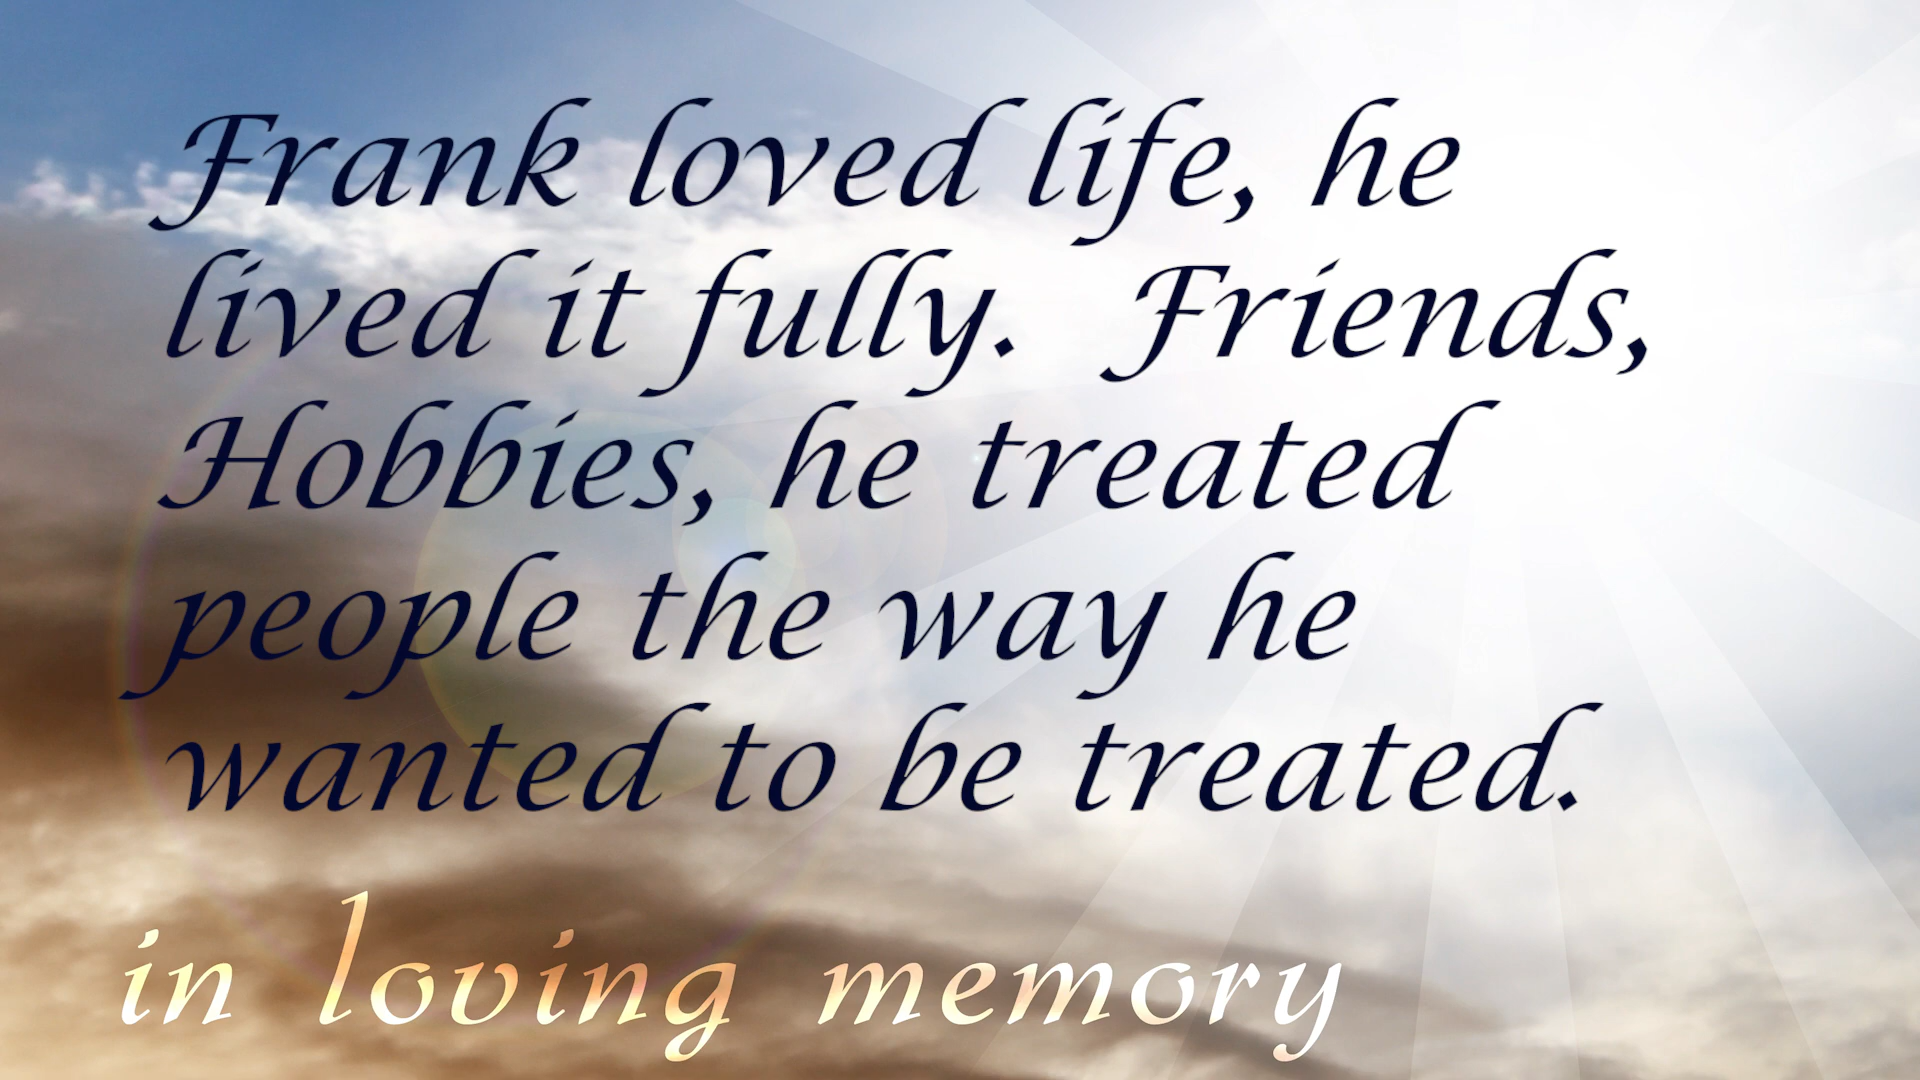 Frank loved life, he
lived it fully.  Friends,
Hobbies, he treated
people the way he
wanted to be treated.
in loving memory